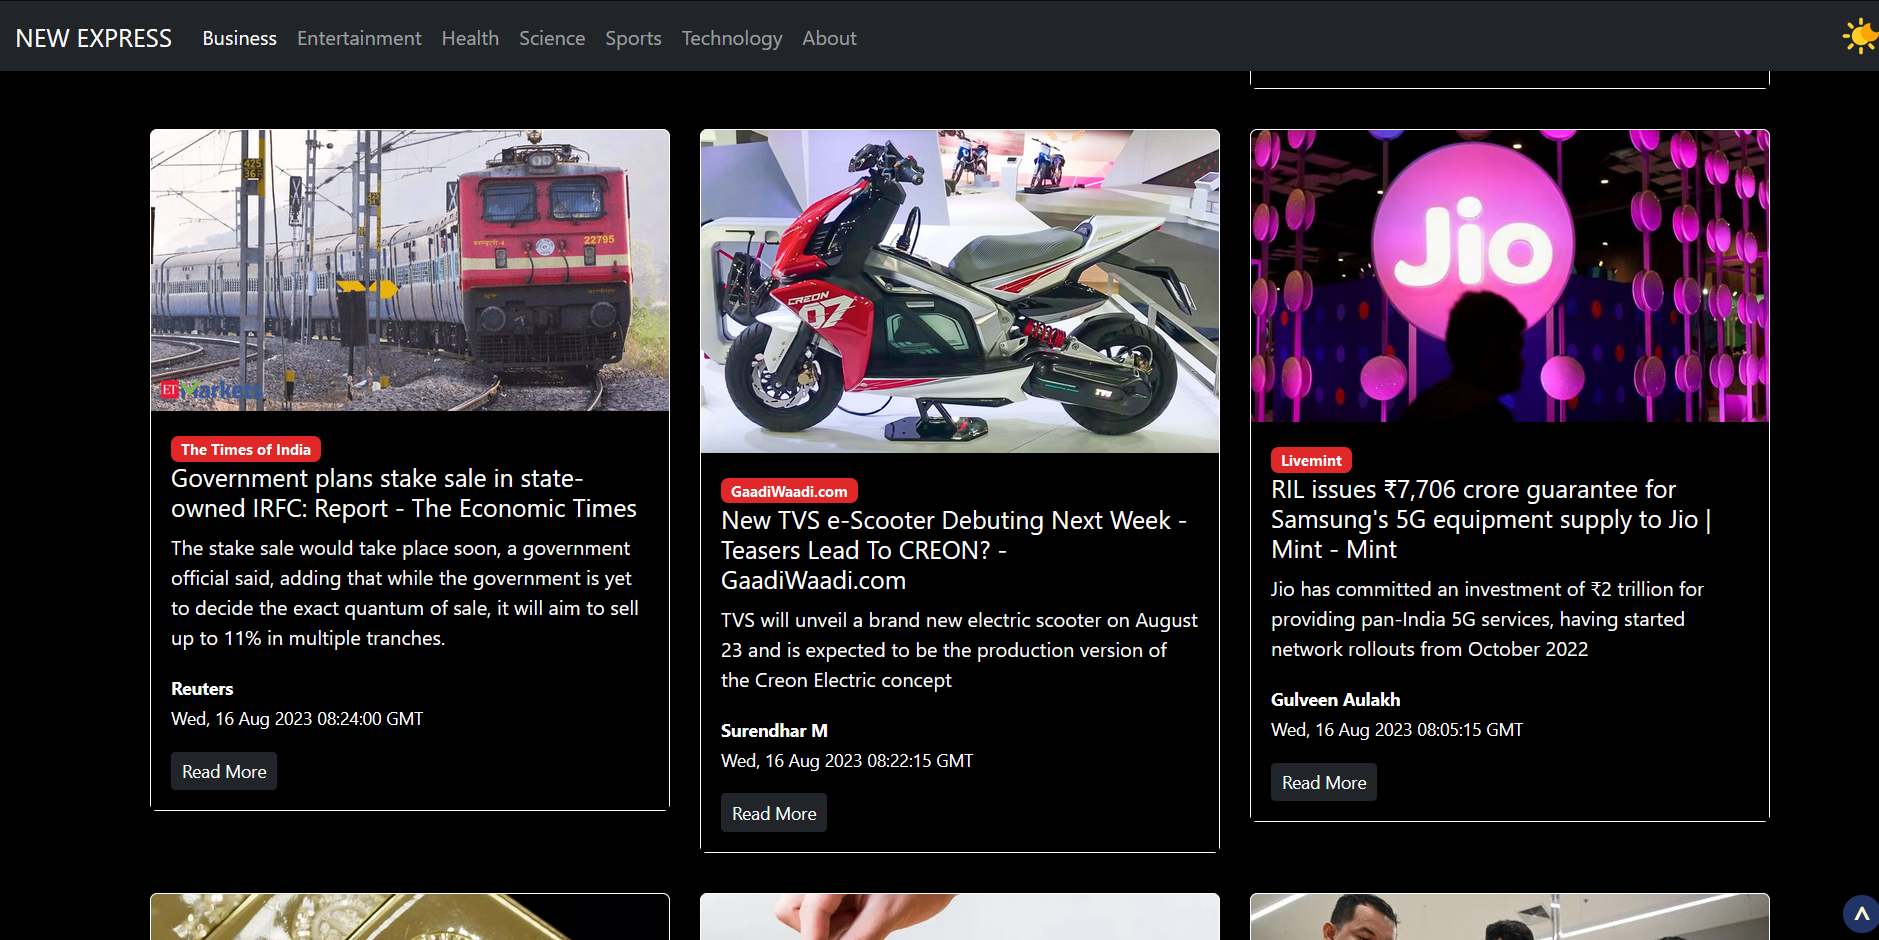 NEW EXPRESS Business Entertainment Health Science Sports Technology About
425
22795
ET Markets
The Times of India
Government plans stake sale in state-
owned IRFC: Report - The Economic Times
The stake sale would take place soon, a government
official said, adding that while the government is yet
to decide the exact quantum of sale, it will aim to sell
up to 11% in multiple tranches.
Reuters
Wed, 16 Aug 2023 08:24:00 GMT
Read More
CREON
07
TVS
GaadiWaadi.com
New TVS e-Scooter Debuting Next Week -
Teasers Lead To CREON? -
GaadiWaadi.com
TVS will unveil a brand new electric scooter on August
23 and is expected to be the production version of
the Creon Electric concept
Surendhar M
Wed, 16 Aug 2023 08:22:15 GMT
Read More
Jio
Livemint
RIL issues ₹7,706 crore guarantee for
Samsung's 5G equipment supply to Jio |
Mint - Mint
Jio has committed an investment of ₹2 trillion for
providing pan-India 5G services, having started
network rollouts from October 2022
Gulveen Aulakh
Wed, 16 Aug 2023 08:05:15 GMT
Read More